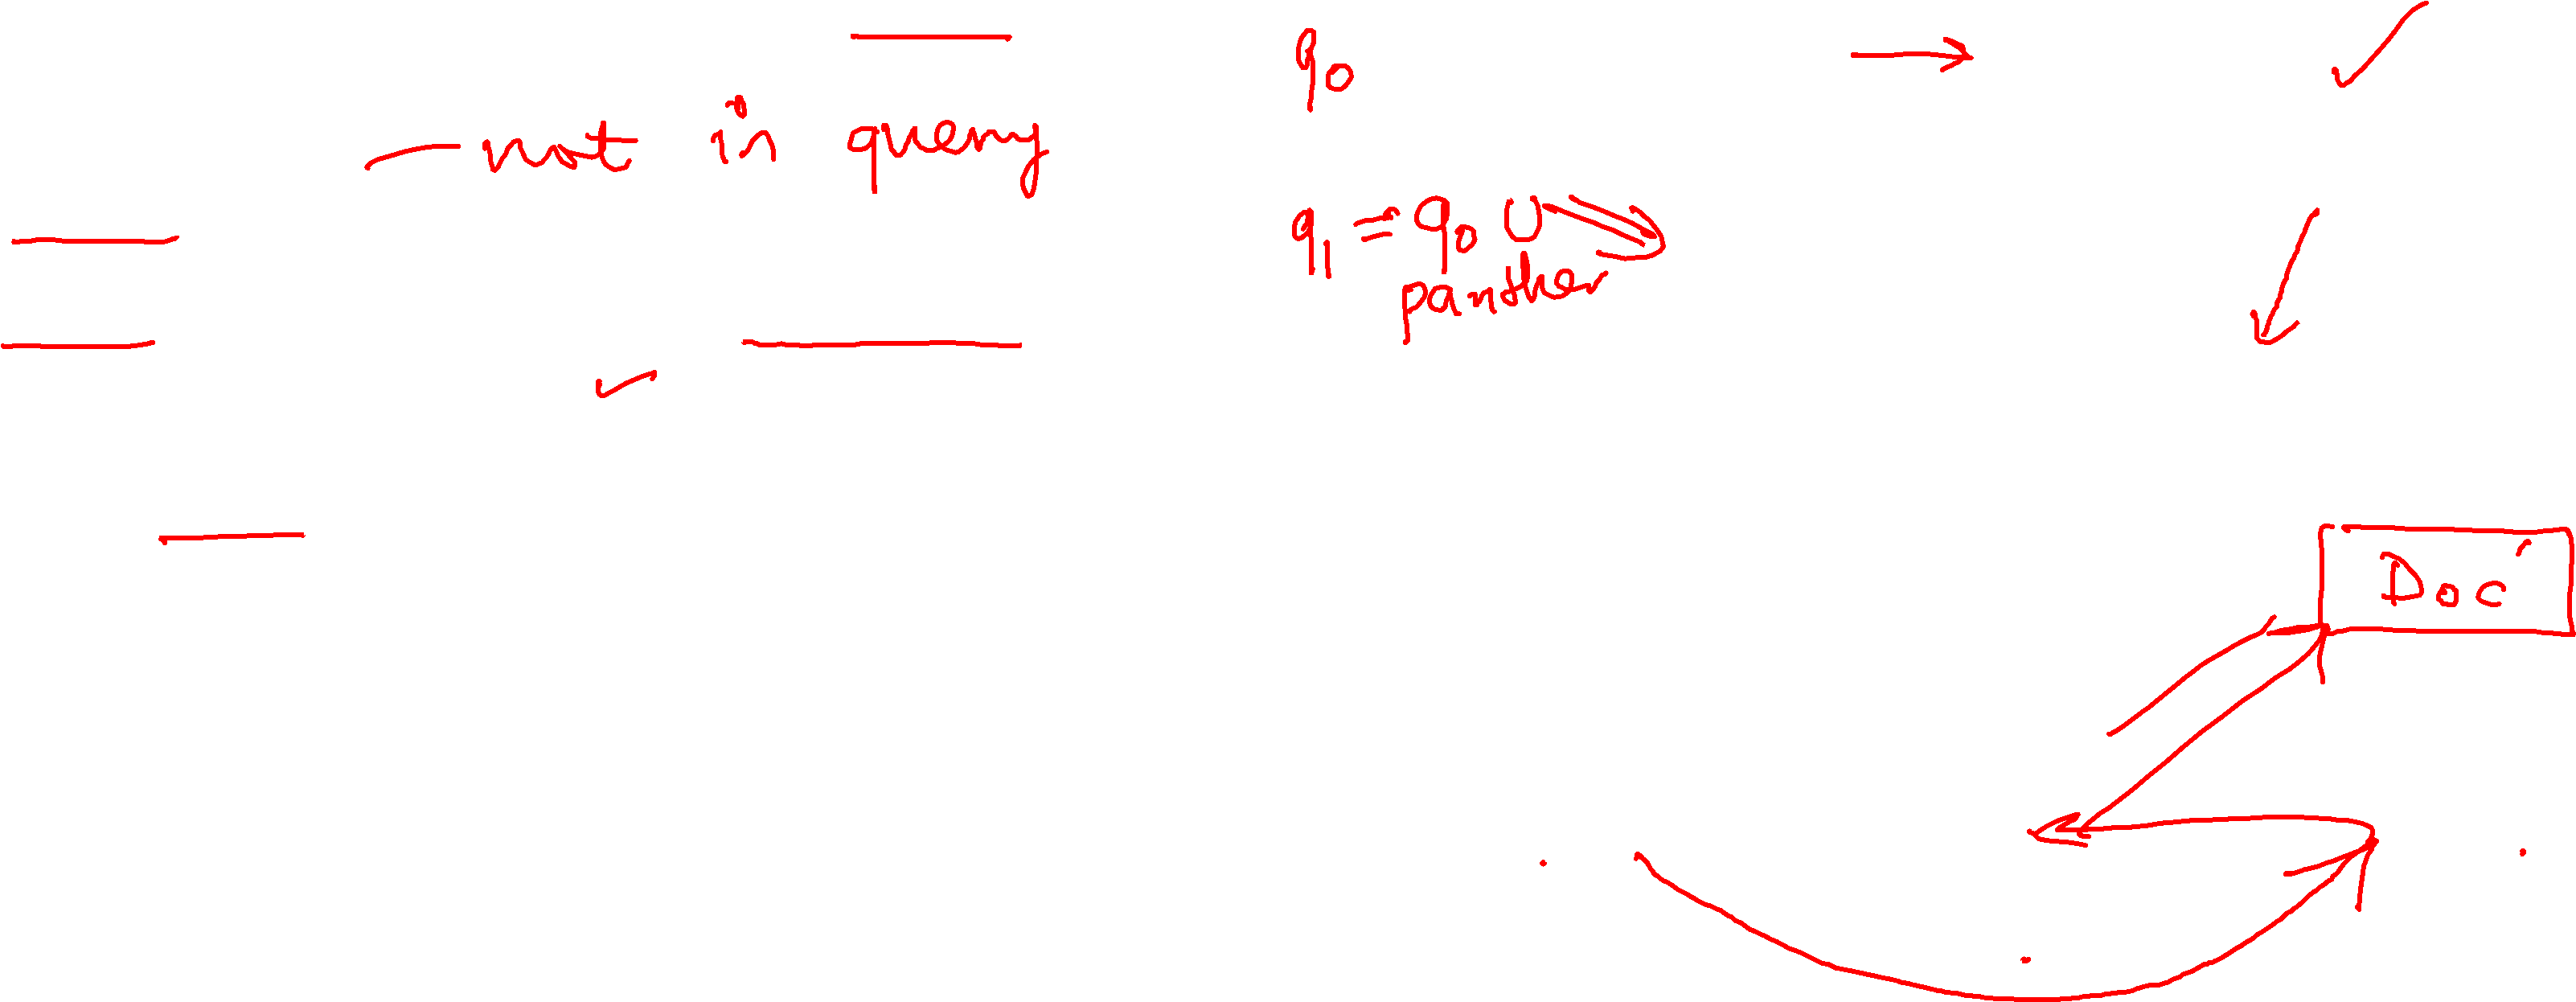 q0
not in query
q1 = q0 U
panther
Doc'